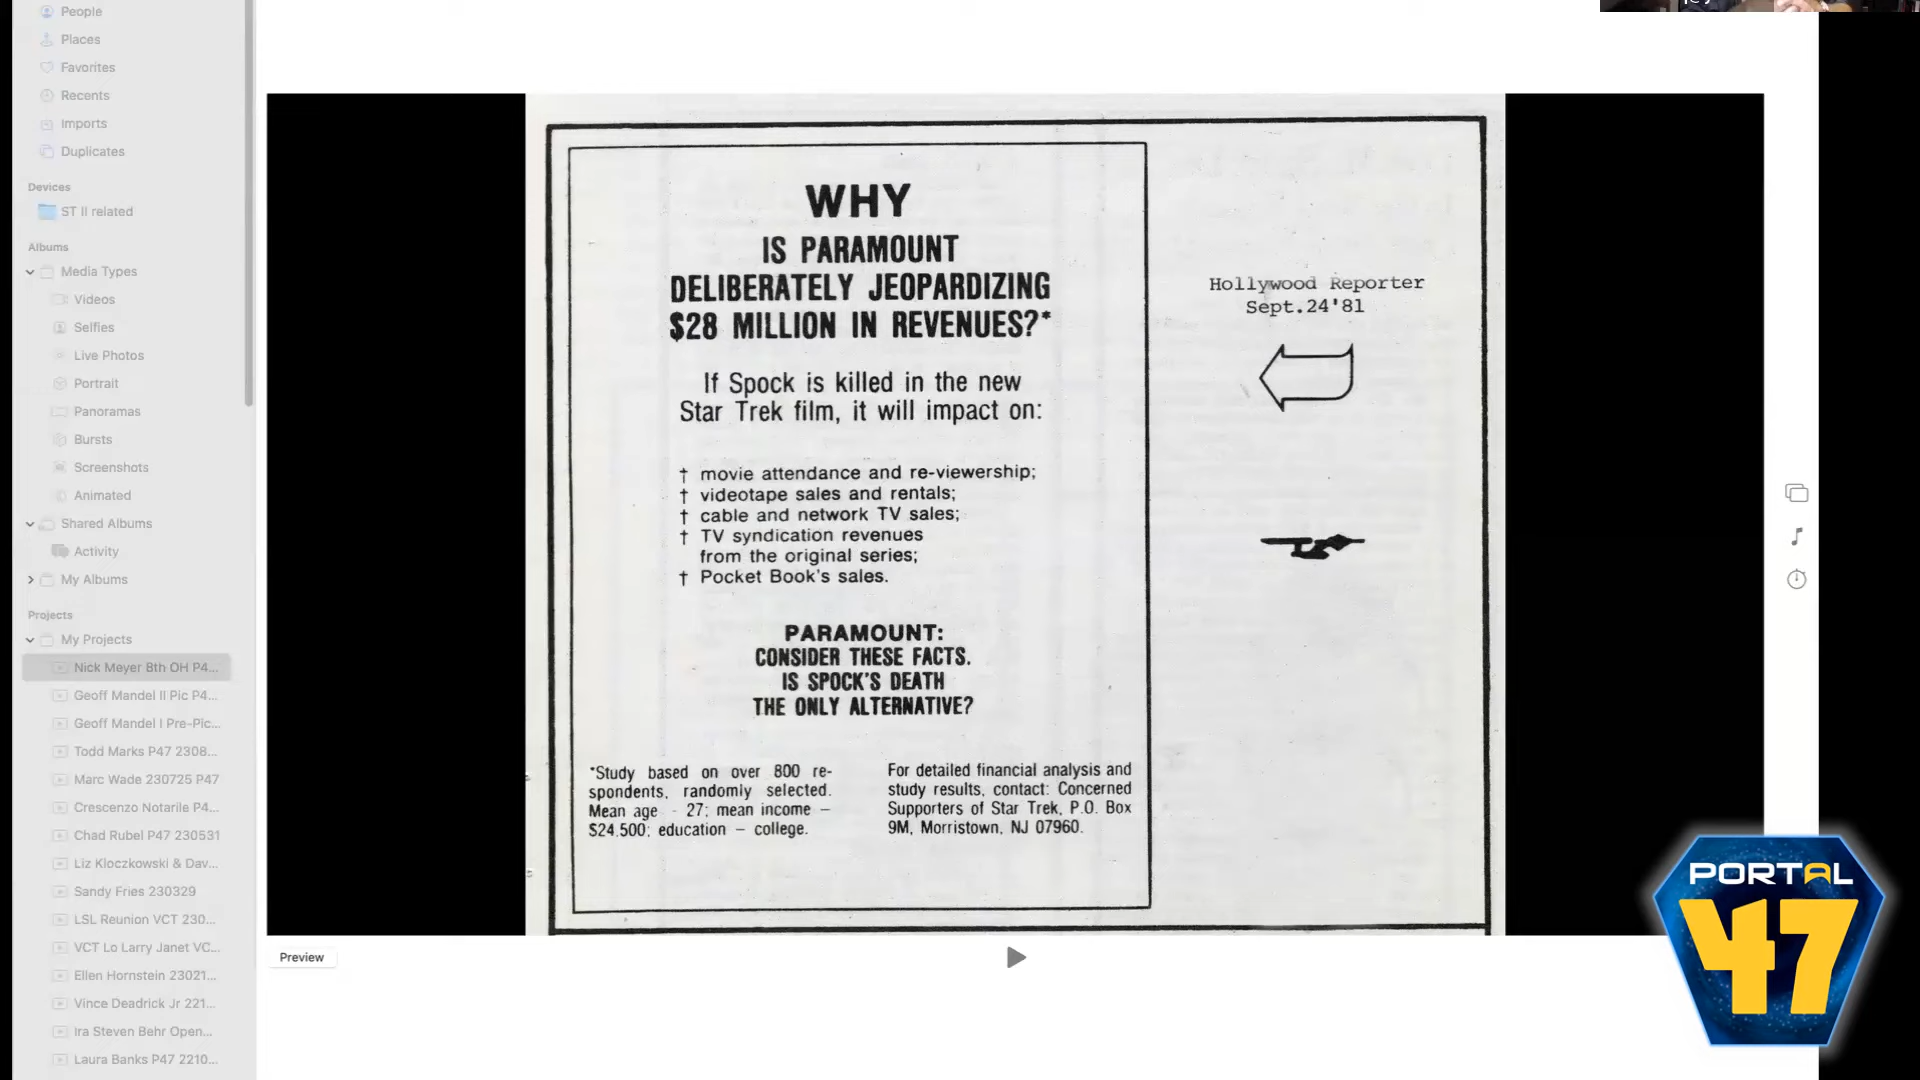 People
Places
Favorites
Recents
Imports
Duplicates
Devices
ST II related
Albums
Media Types
Videos
Selfies
Live Photos
Portrait
Panoramas
Bursts
Screenshots
Animated
Shared Albums
Activity
My Albums
Projects
My Projects
Nick Meyer Bth OH P4...
Geoff Mandel II Pic P4...
Geoff Mandel I Pre-Pic...
Todd Marks P47 2308...
Marc Wade 230725 P47
Crescenzo Notarile P4...
Chad Rubel P47 230531
Liz Kloczkowski & Dav...
Sandy Fries 230329
LSL Reunion VCT 230...
VCT Lo Larry Janet VC...
Ellen Hornstein 23021...
Vince Deadrick Jr 221...
Ira Steven Behr Open...
Laura Banks P47 2210...
WHY
IS PARAMOUNT
DELIBERATELY JEOPARDIZING
$28 MILLION IN REVENUES?*
If Spock is killed in the new
Star Trek film, it will impact on:
† movie attendance and re-viewership;
† videotape sales and rentals;
† cable and network TV sales;
† TV syndication revenues
from the original series;
† Pocket Book's sales.
PARAMOUNT:
CONSIDER THESE FACTS.
IS SPOCK'S DEATH
THE ONLY ALTERNATIVE?
*Study based on over 800 re-
spondents, randomly selected.
Mean age - 27; mean income –
$24,500; education – college.
For detailed financial analysis and
study results, contact: Concerned
Supporters of Star Trek, P.O. Box
9M, Morristown, NJ 07960.
Hollywood Reporter
Sept.24'81
Preview
PORTAL
47